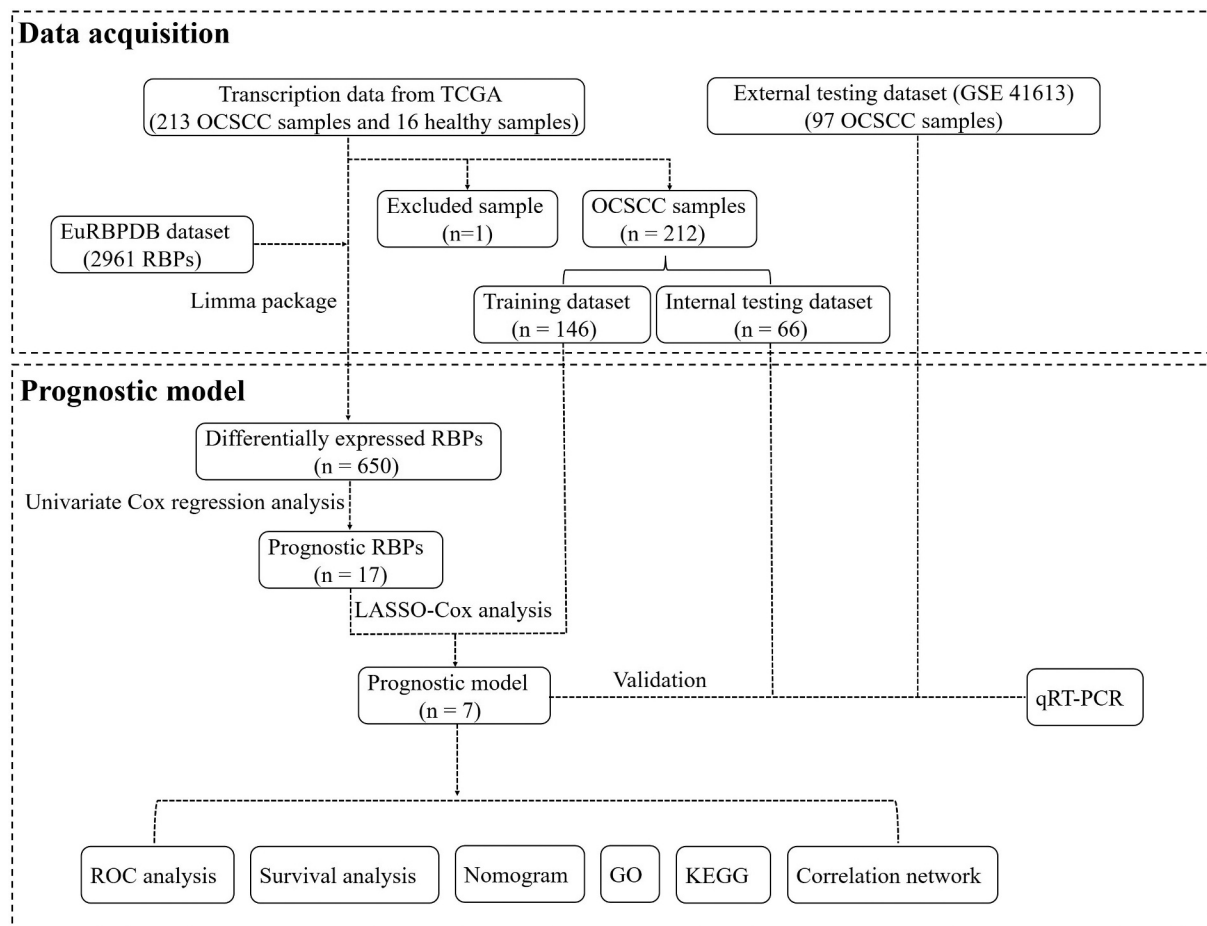 Data acquisition
Transcription data from TCGA
(213 OCSCC samples and 16 healthy samples)
External testing dataset (GSE 41613)
(97 OCSCC samples)
Excluded sample
(n=1)
OCSCC samples
(n = 212)
EuRBPDB dataset
(2961 RBPs)
Limma package
Training dataset
(n = 146)
Internal testing dataset
(n = 66)
Prognostic model
Differentially expressed RBPs
(n = 650)
Univariate Cox regression analysis
Prognostic RBPs
(n = 17)
LASSO-Cox analysis
Prognostic model
(n = 7)
Validation
qRT-PCR
ROC analysis
Survival analysis
Nomogram
GO
KEGG
Correlation network